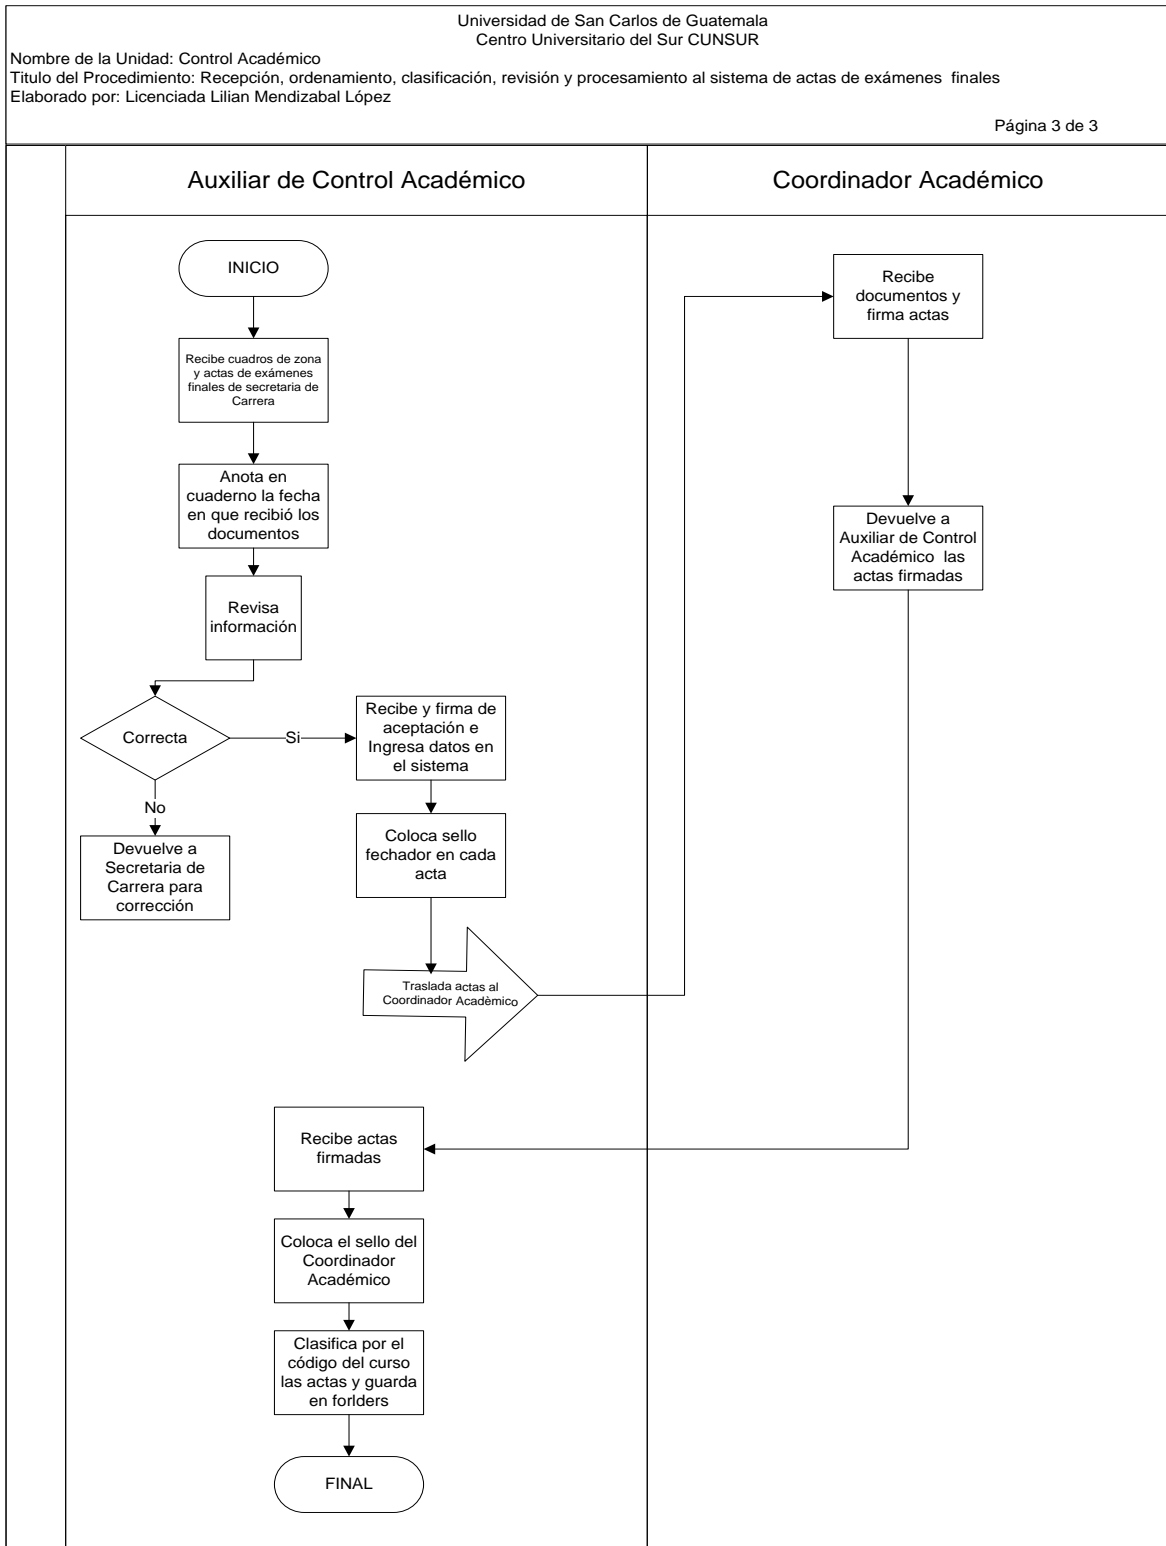 Universidad de San Carlos de Guatemala
Centro Universitario del Sur CUNSUR
Nombre de la Unidad: Control Académico
Titulo del Procedimiento: Recepción, ordenamiento, clasificación, revisión y procesamiento al sistema de actas de exámenes  finales
Elaborado por: Licenciada Lilian Mendizabal López
Página 3 de 3
Auxiliar de Control Académico
Coordinador Académico
INICIO
Recibe cuadros de zona
y actas de exámenes
finales de secretaria de
Carrera
Anota en
cuaderno la fecha
en que recibió los
documentos
Revisa
información
Correcta
Si
No
Devuelve a
Secretaria de
Carrera para
corrección
Recibe y firma de
aceptación e
Ingresa datos en
el sistema
Coloca sello
fechador en cada
acta
Traslada actas al
Coordinador Acadèmico
Recibe
documentos y
firma actas
Devuelve a
Auxiliar de Control
Académico  las
actas firmadas
Recibe actas
firmadas
Coloca el sello del
Coordinador
Académico
Clasifica por el
código del curso
las actas y guarda
en forlders
FINAL